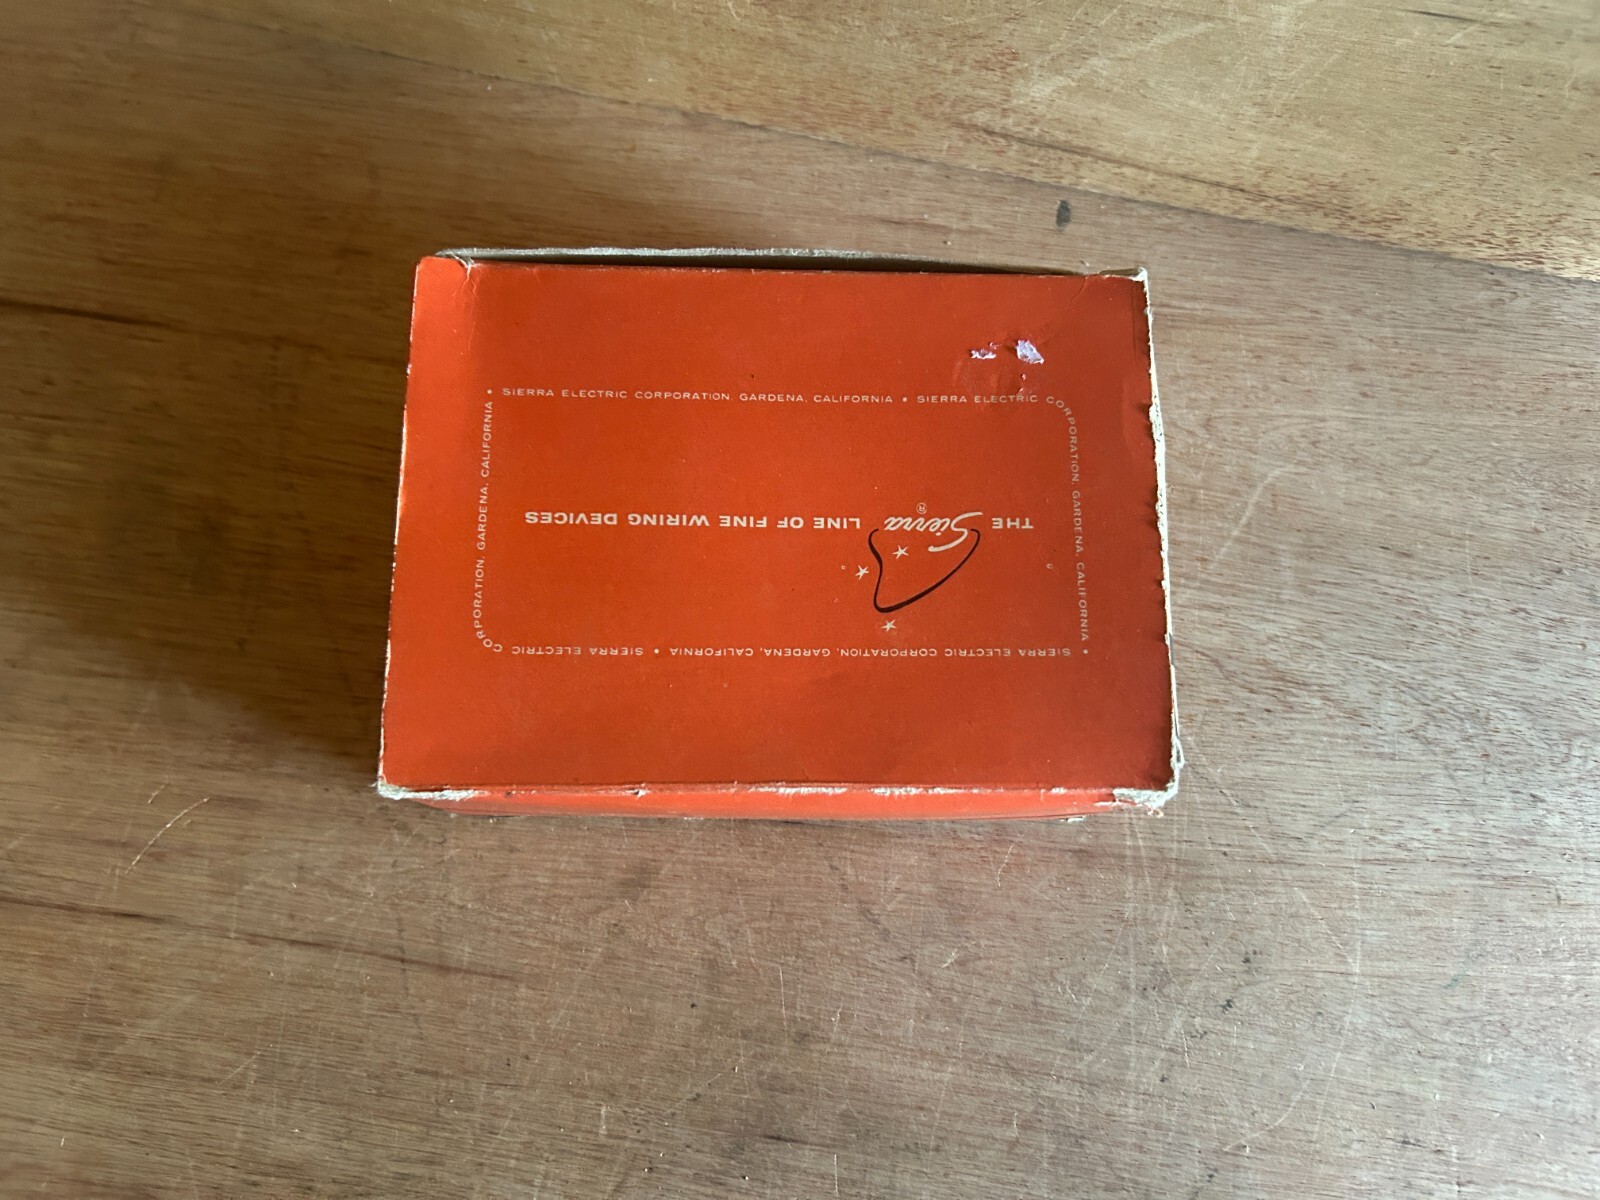 • SIERRA ELECTRIC CORPORATION, GARDENA, CALIFORNIA • SIERRA ELECTRIC CORPORATION, GARDENA, CALIFORNIA
THE Sierra® LINE OF FINE WIRING DEVICES
• SIERRA ELECTRIC CORPORATION, GARDENA, CALIFORNIA • SIERRA ELECTRIC CORPORATION, GARDENA, CALIFORNIA